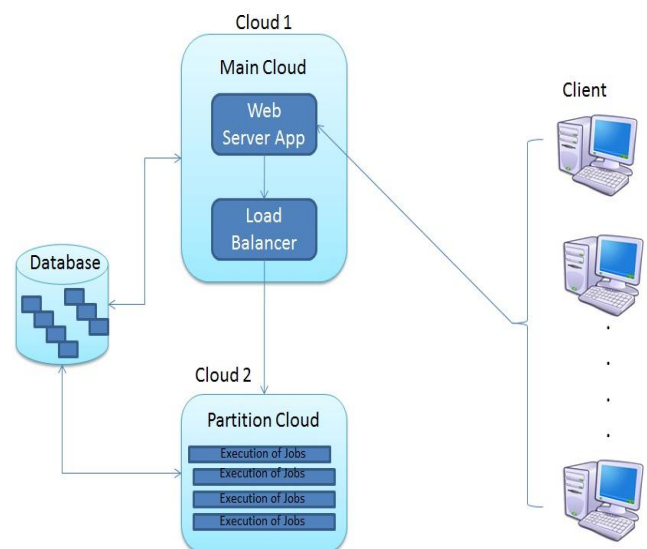 Cloud 1
Main Cloud
Web
Server App
Load
Balancer
Client
Database
Cloud 2
Partition Cloud
Execution of Jobs
Execution of Jobs
Execution of Jobs
Execution of Jobs